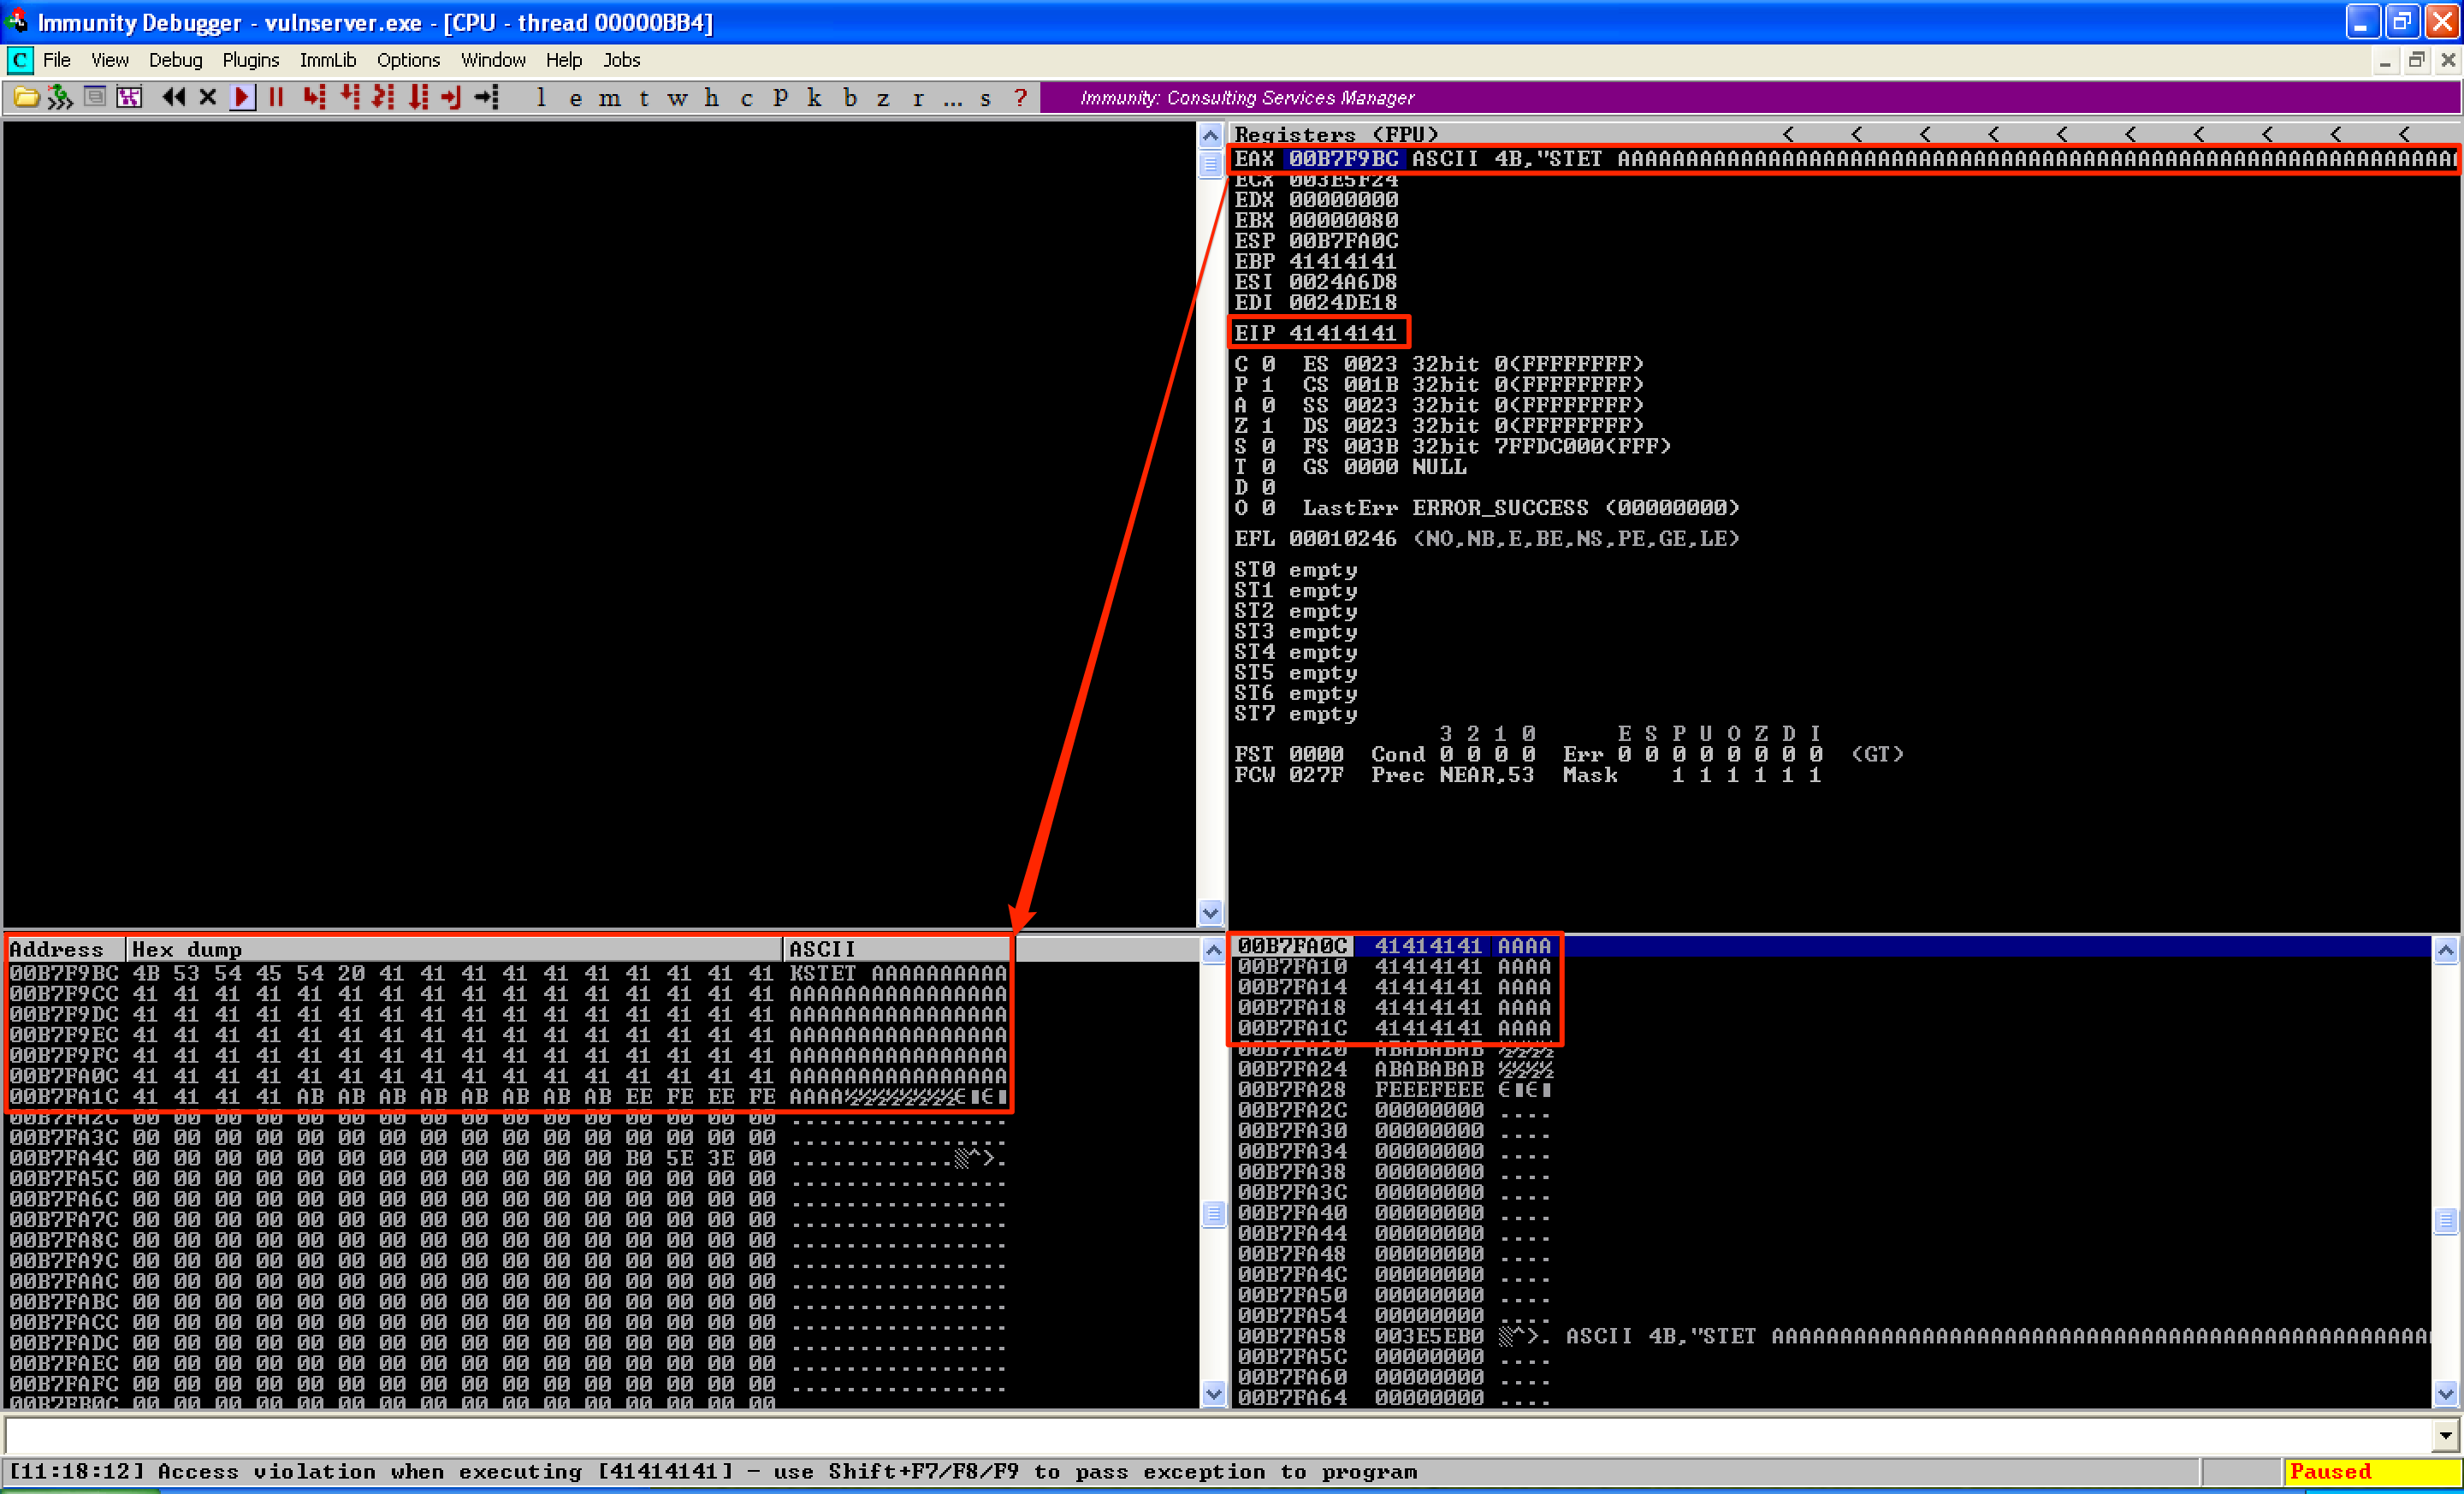 Immunity Debugger - vulnserver.exe - [CPU - thread 00000BB4]
C File View Debug Plugins ImmLib Options Window Help Jobs
l e m t w h c P k b z r ... s ? Immunity: Consulting Services Manager
Registers (FPU) < < < < < < < < < <
EAX 00B7F9BC ASCII 4B,"STET AAAAAAAAAAAAAAAAAAAAAAAAAAAAAAAAAAAAAAAAAAAAAAAAAAAAAAAAAAAAA
ECX 003E5F24
EDX 00000000
EBX 00000080
ESP 00B7FA0C
EBP 41414141
ESI 0024A6D8
EDI 0024DE18
EIP 41414141
C 0 ES 0023 32bit 0(FFFFFFFF)
P 1 CS 001B 32bit 0(FFFFFFFF)
A 0 SS 0023 32bit 0(FFFFFFFF)
Z 1 DS 0023 32bit 0(FFFFFFFF)
S 0 FS 003B 32bit 7FFDC000(FFF)
T 0 GS 0000 NULL
D 0
O 0 LastErr ERROR_SUCCESS (00000000)
EFL 00010246 (NO,NB,E,BE,NS,PE,GE,LE)
ST0 empty
ST1 empty
ST2 empty
ST3 empty
ST4 empty
ST5 empty
ST6 empty
ST7 empty
3 2 1 0 E S P U O Z D I
FST 0000 Cond 0 0 0 0 Err 0 0 0 0 0 0 0 0 (GT)
FCW 027F Prec NEAR,53 Mask 1 1 1 1 1 1
Address Hex dump ASCII
00B7F9BC 4B 53 54 45 54 20 41 41 41 41 41 41 41 41 41 41 KSTET AAAAAAAAAA
00B7F9CC 41 41 41 41 41 41 41 41 41 41 41 41 41 41 41 41 AAAAAAAAAAAAAAAA
00B7F9DC 41 41 41 41 41 41 41 41 41 41 41 41 41 41 41 41 AAAAAAAAAAAAAAAA
00B7F9EC 41 41 41 41 41 41 41 41 41 41 41 41 41 41 41 41 AAAAAAAAAAAAAAAA
00B7F9FC 41 41 41 41 41 41 41 41 41 41 41 41 41 41 41 41 AAAAAAAAAAAAAAAA
00B7FA0C 41 41 41 41 41 41 41 41 41 41 41 41 41 41 41 41 AAAAAAAAAAAAAAAA
00B7FA1C 41 41 41 41 AB AB AB AB AB AB AB AB EE FE EE FE AAAA½½½½½½½½є▮є▮
00B7FA2C 00 00 00 00 00 00 00 00 00 00 00 00 00 00 00 00 ................
00B7FA3C 00 00 00 00 00 00 00 00 00 00 00 00 00 00 00 00 ................
00B7FA4C 00 00 00 00 00 00 00 00 00 00 00 00 B0 5E 3E 00 ............░^>.
00B7FA5C 00 00 00 00 00 00 00 00 00 00 00 00 00 00 00 00 ................
00B7FA6C 00 00 00 00 00 00 00 00 00 00 00 00 00 00 00 00 ................
00B7FA7C 00 00 00 00 00 00 00 00 00 00 00 00 00 00 00 00 ................
00B7FA8C 00 00 00 00 00 00 00 00 00 00 00 00 00 00 00 00 ................
00B7FA9C 00 00 00 00 00 00 00 00 00 00 00 00 00 00 00 00 ................
00B7FAAC 00 00 00 00 00 00 00 00 00 00 00 00 00 00 00 00 ................
00B7FABC 00 00 00 00 00 00 00 00 00 00 00 00 00 00 00 00 ................
00B7FACC 00 00 00 00 00 00 00 00 00 00 00 00 00 00 00 00 ................
00B7FADC 00 00 00 00 00 00 00 00 00 00 00 00 00 00 00 00 ................
00B7FAEC 00 00 00 00 00 00 00 00 00 00 00 00 00 00 00 00 ................
00B7FAFC 00 00 00 00 00 00 00 00 00 00 00 00 00 00 00 00 ................
00B7FB0C 00 00 00 00 00 00 00 00 00 00 00 00 00 00 00 00
00B7FA0C 41414141 AAAA
00B7FA10 41414141 AAAA
00B7FA14 41414141 AAAA
00B7FA18 41414141 AAAA
00B7FA1C 41414141 AAAA
00B7FA20 ABABABAB ½½½½
00B7FA24 ABABABAB ½½½½
00B7FA28 FEEEFEEE є▮є▮
00B7FA2C 00000000 ....
00B7FA30 00000000 ....
00B7FA34 00000000 ....
00B7FA38 00000000 ....
00B7FA3C 00000000 ....
00B7FA40 00000000 ....
00B7FA44 00000000 ....
00B7FA48 00000000 ....
00B7FA4C 00000000 ....
00B7FA50 00000000 ....
00B7FA54 00000000 ....
00B7FA58 003E5EB0 ░^>. ASCII 4B,"STET AAAAAAAAAAAAAAAAAAAAAAAAAAAAAAAAAAAAAAAAAAAAAAAA
00B7FA5C 00000000 ....
00B7FA60 00000000 ....
00B7FA64 00000000 ....
[11:18:12] Access violation when executing [41414141] - use Shift+F7/F8/F9 to pass exception to program
Paused